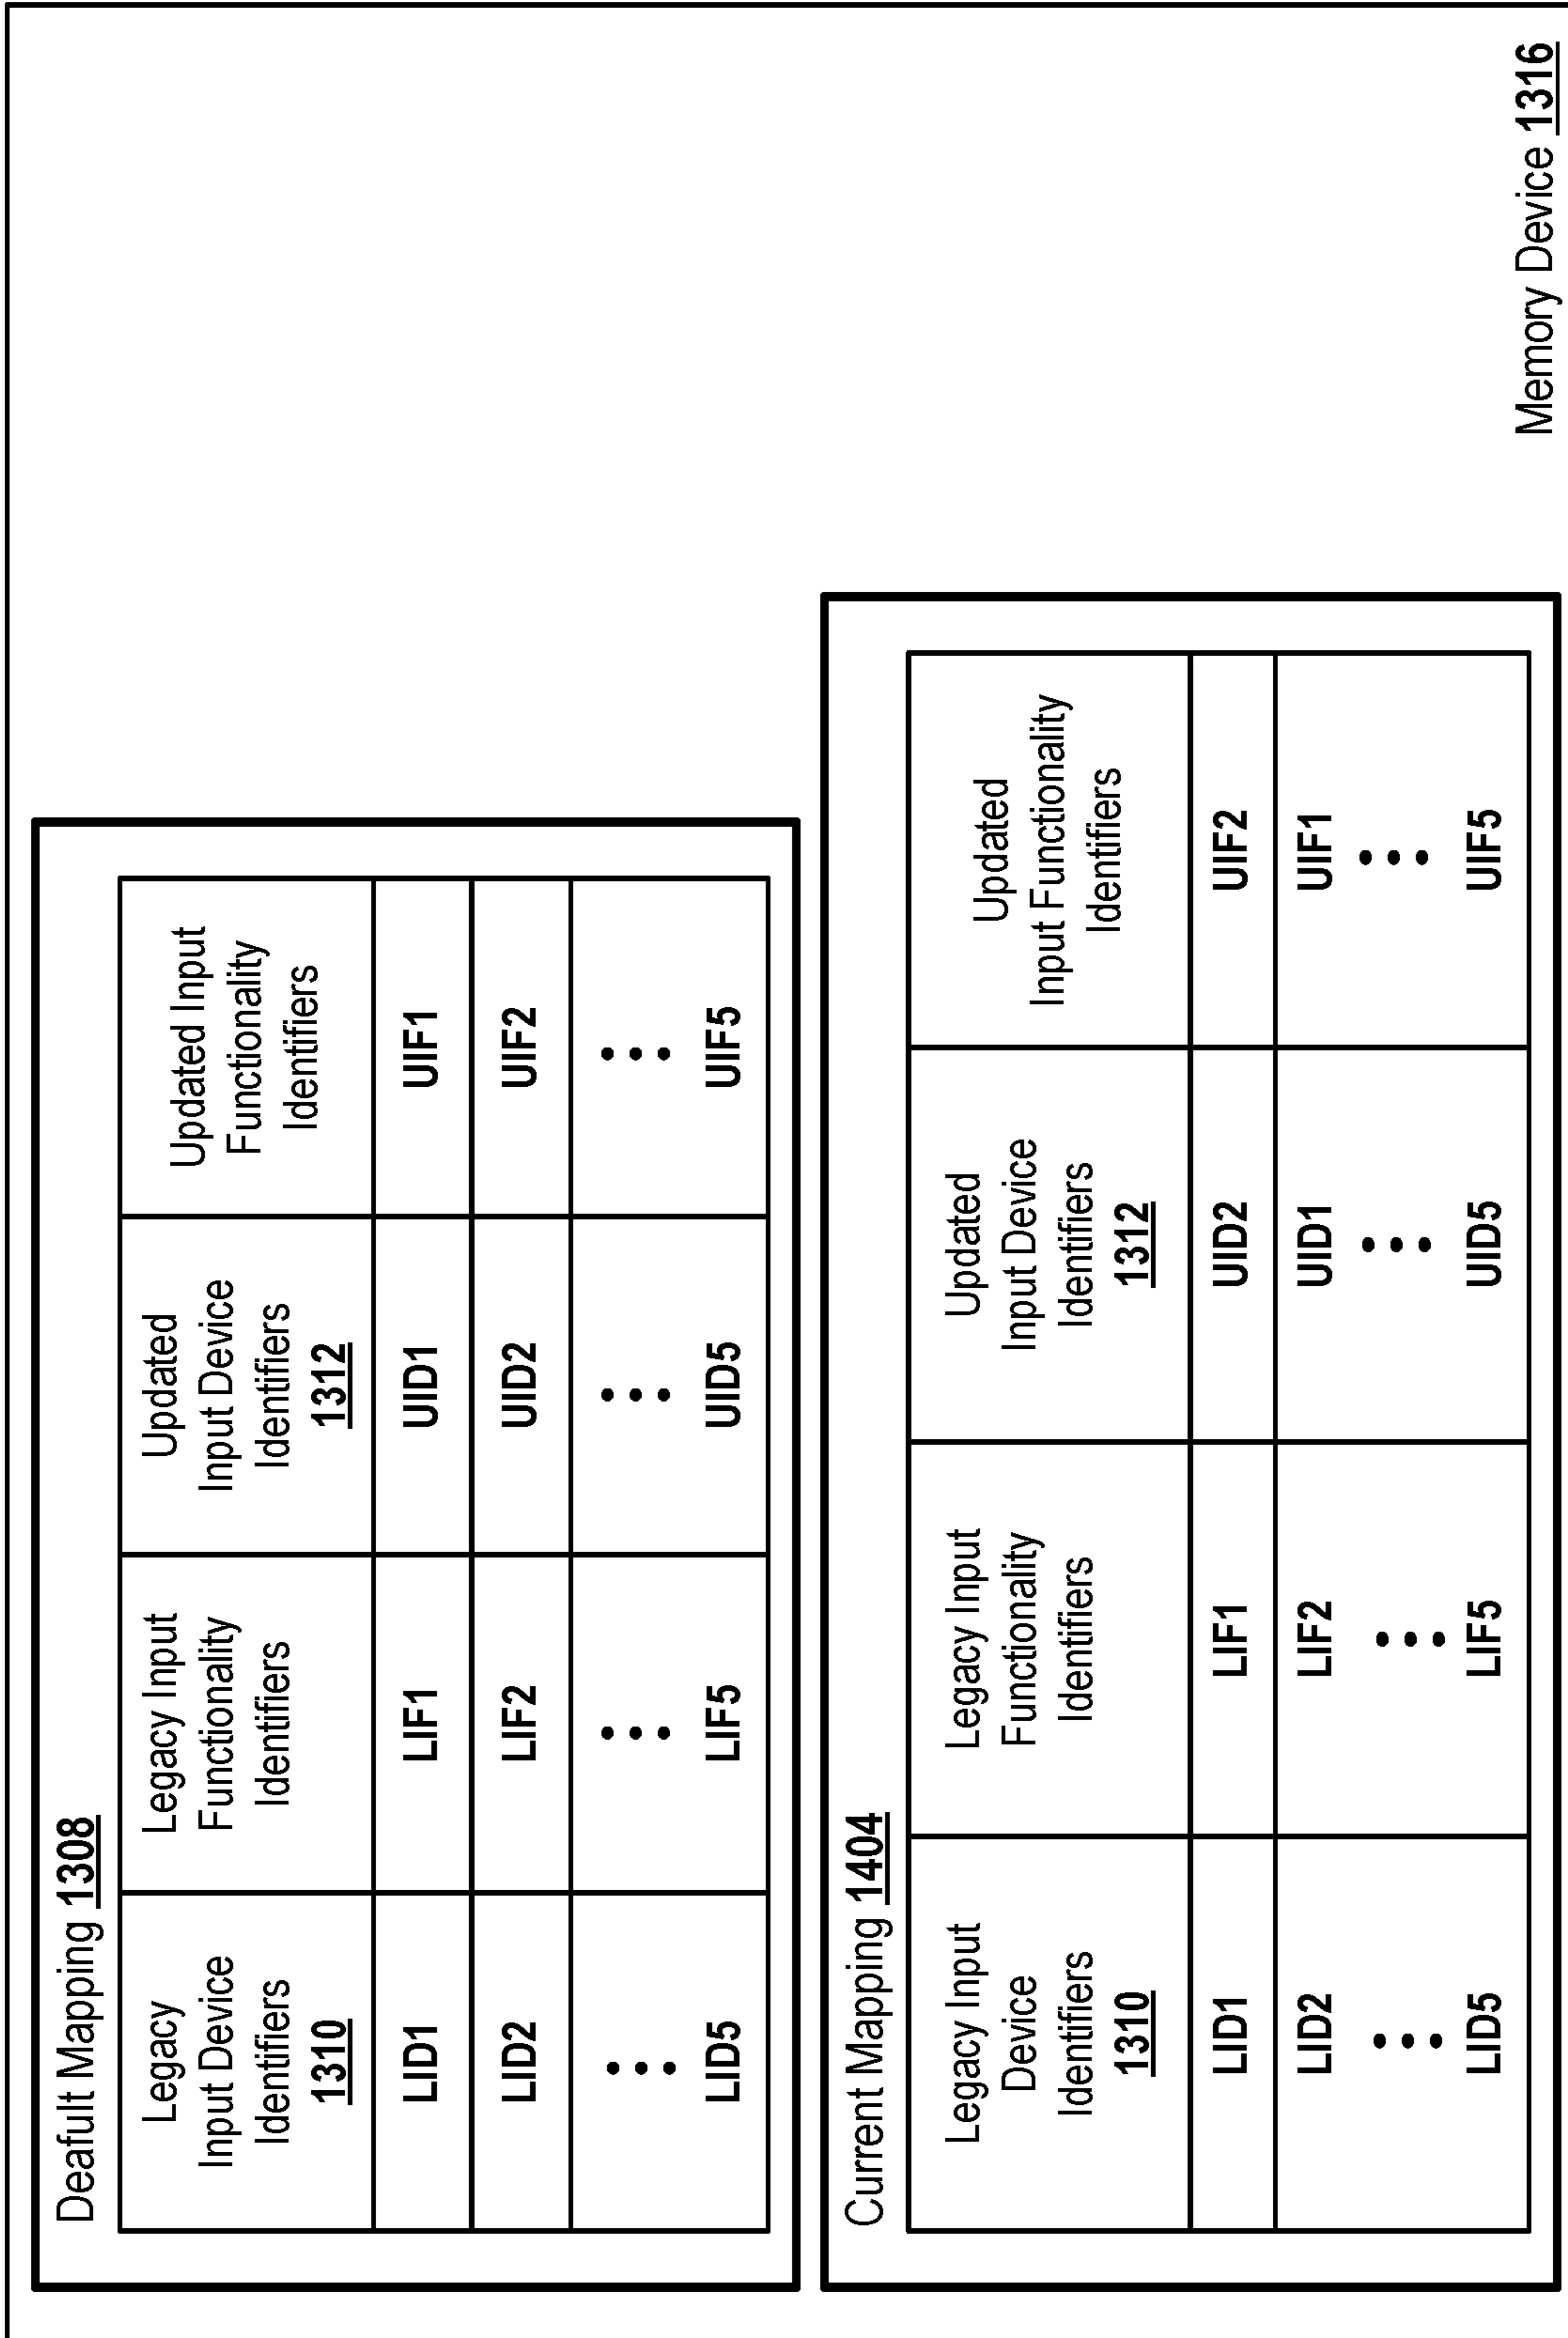 Deafult Mapping 1308
Legacy
Input Device
Identifiers
1310
Legacy Input
Functionality
Identifiers
Updated
Input Device
Identifiers
1312
Updated Input
Functionality
Identifiers
LID1
LIF1
UID1
UIF1
LID2
LIF2
UID2
UIF2
LID5
LIF5
UID5
UIF5
Current Mapping 1404
Legacy Input
Device
Identifiers
1310
Legacy Input
Functionality
Identifiers
Updated
Input Device
Identifiers
1312
Updated
Input Functionality
Identifiers
LID1
LIF1
UID2
UIF2
LID2
LIF2
UID1
UIF1
LID5
LIF5
UID5
UIF5
Memory Device 1316